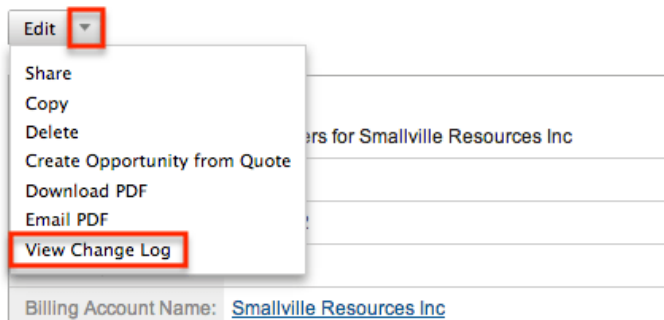 Edit
Share
Copy
Delete
ers for Smallville Resources Inc
Create Opportunity from Quote
Download PDF
Email PDF
View Change Log
Billing Account Name: Smallville Resources Inc